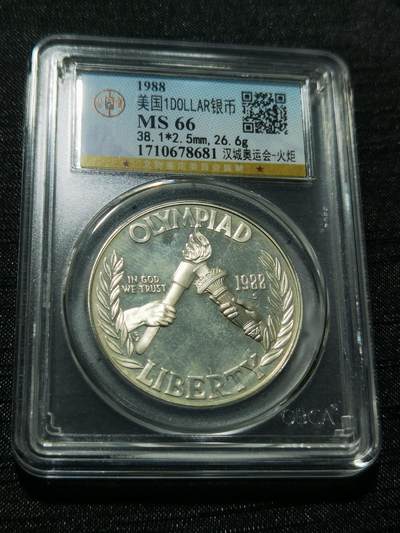 1988
美国1DOLLAR银币
MS 66
38.1*2.5mm,26.6g
1710678681 汉城奥运会-火炬
OLYMPIAD
IN GOD
WE TRUST
1988
S
LIBERTY
GBCA